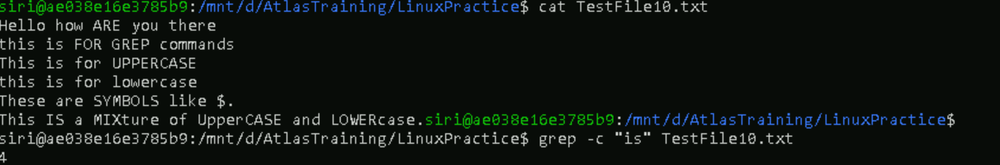 siri@ae038e16e3785b9:/mnt/d/AtlasTraining/LinuxPractice$ cat TestFile10.txt
Hello how ARE you there
this is FOR GREP commands
This is for UPPERCASE
this is for lowercase
These are SYMBOLS like $.
This IS a MIXture of UpperCASE and LOWERcase.siri@ae038e16e3785b9:/mnt/d/AtlasTraining/LinuxPractice$
siri@ae038e16e3785b9:/mnt/d/AtlasTraining/LinuxPractice$ grep -c "is" TestFile10.txt
4